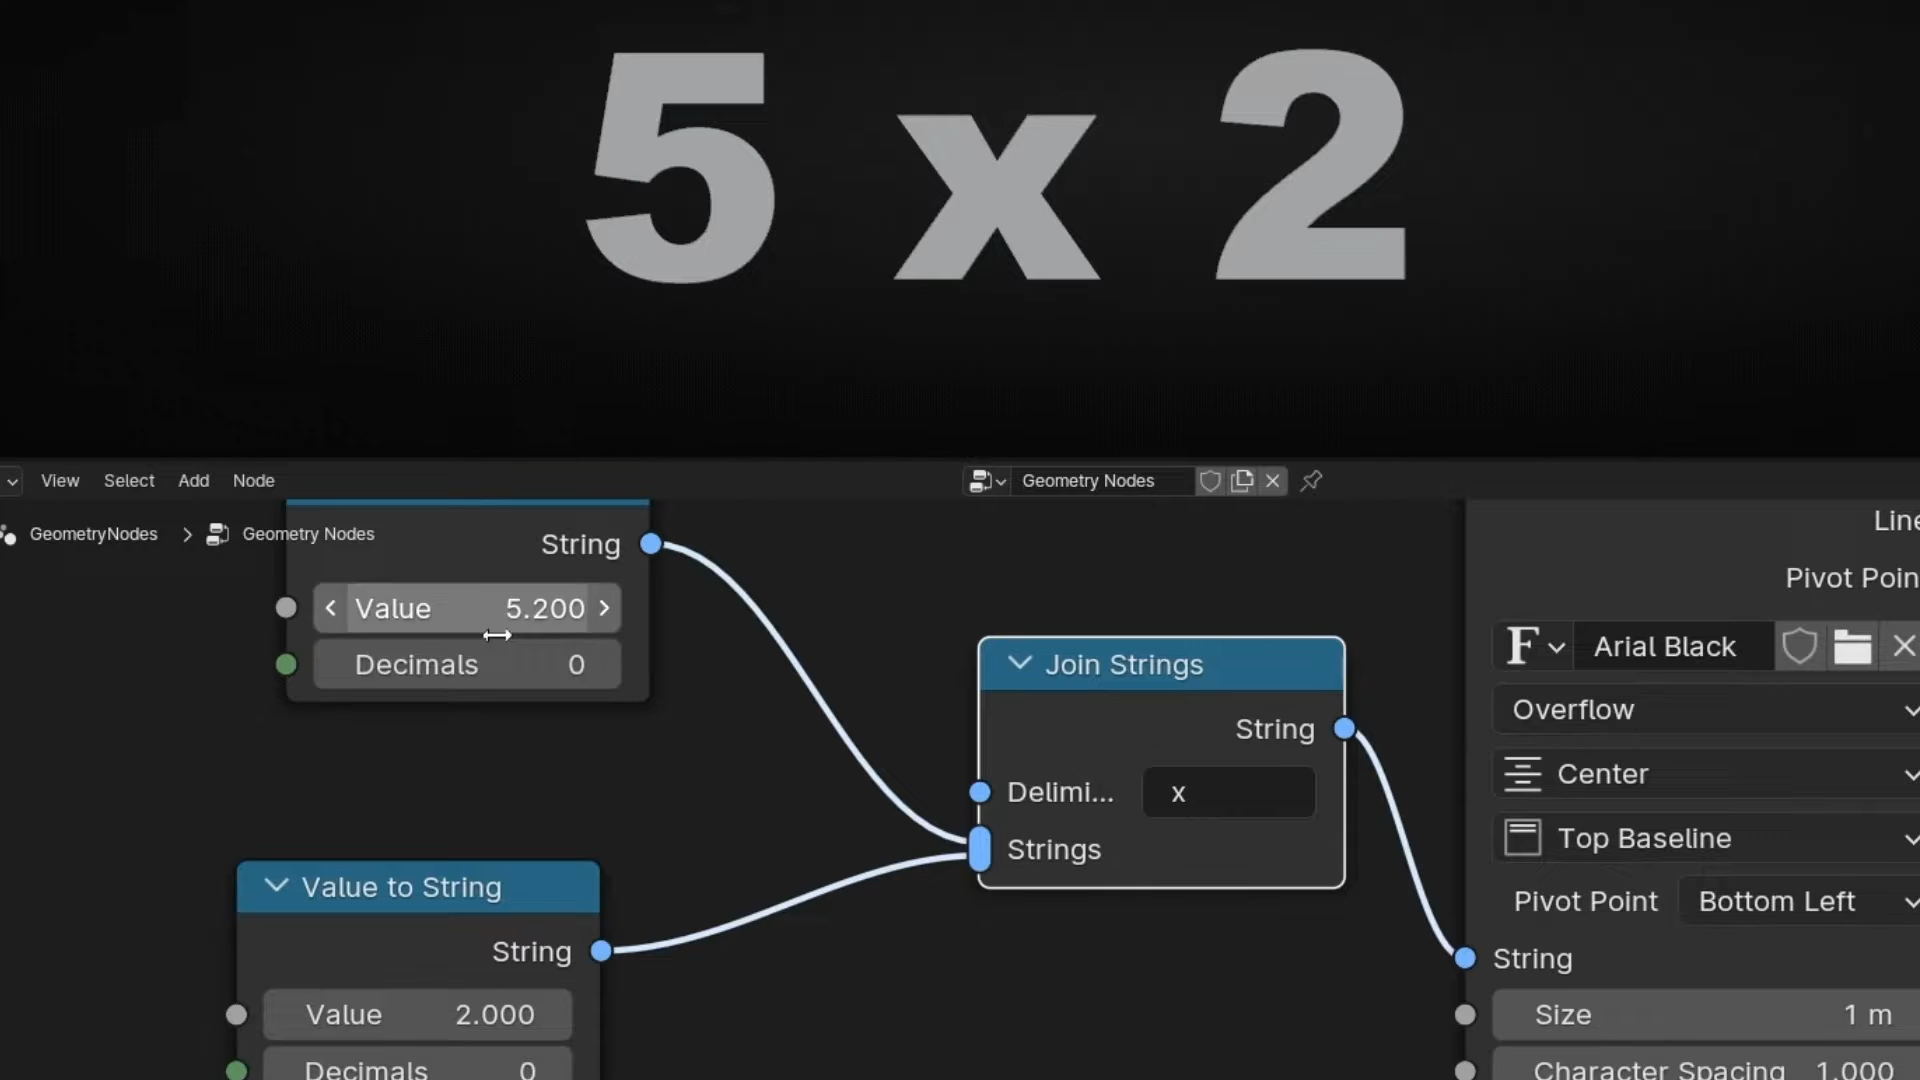 5 x 2
View Select Add Node
Geometry Nodes
GeometryNodes > Geometry Nodes
String
Value 5.200
Decimals 0
Join Strings
String
Delimi... x
Strings
Value to String
String
Value 2.000
Decimals 0
Line
Pivot Poin
F Arial Black
Overflow
Center
Top Baseline
Pivot Point Bottom Left
String
Size 1 m
Character Spacing 1.000